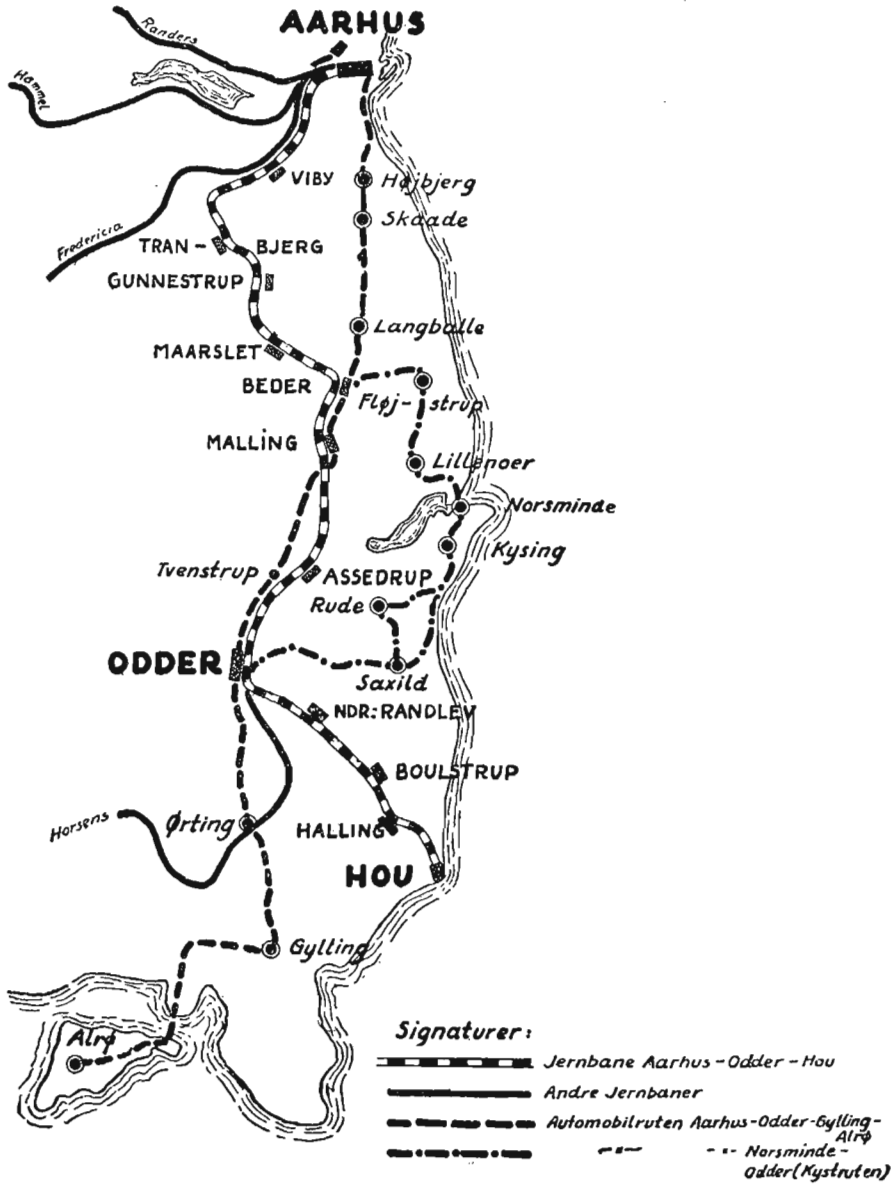 AARHUS
Randers
Hammel
Fredericia
VIBY
Højbjerg
Skaade
TRAN- BJERG
GUNNESTRUP
Langballe
MAARSLET
BEDER
Fløj-strup
MALLING
Lillenoer
Norsminde
Kysing
Tvenstrup
ASSEDRUP
Rude
ODDER
Saxild
NDR: RANDLEV
BOULSTRUP
Horsens
Ørting
HALLING
HOU
Gylling
Alrø
Signaturer:
Jernbane Aarhus-Odder-Hou
Andre Jernbaner
Automobilruten Aarhus-Odder-Gylling-
Alrø
-"- -"- Norsminde-
Odder (Kystruten)